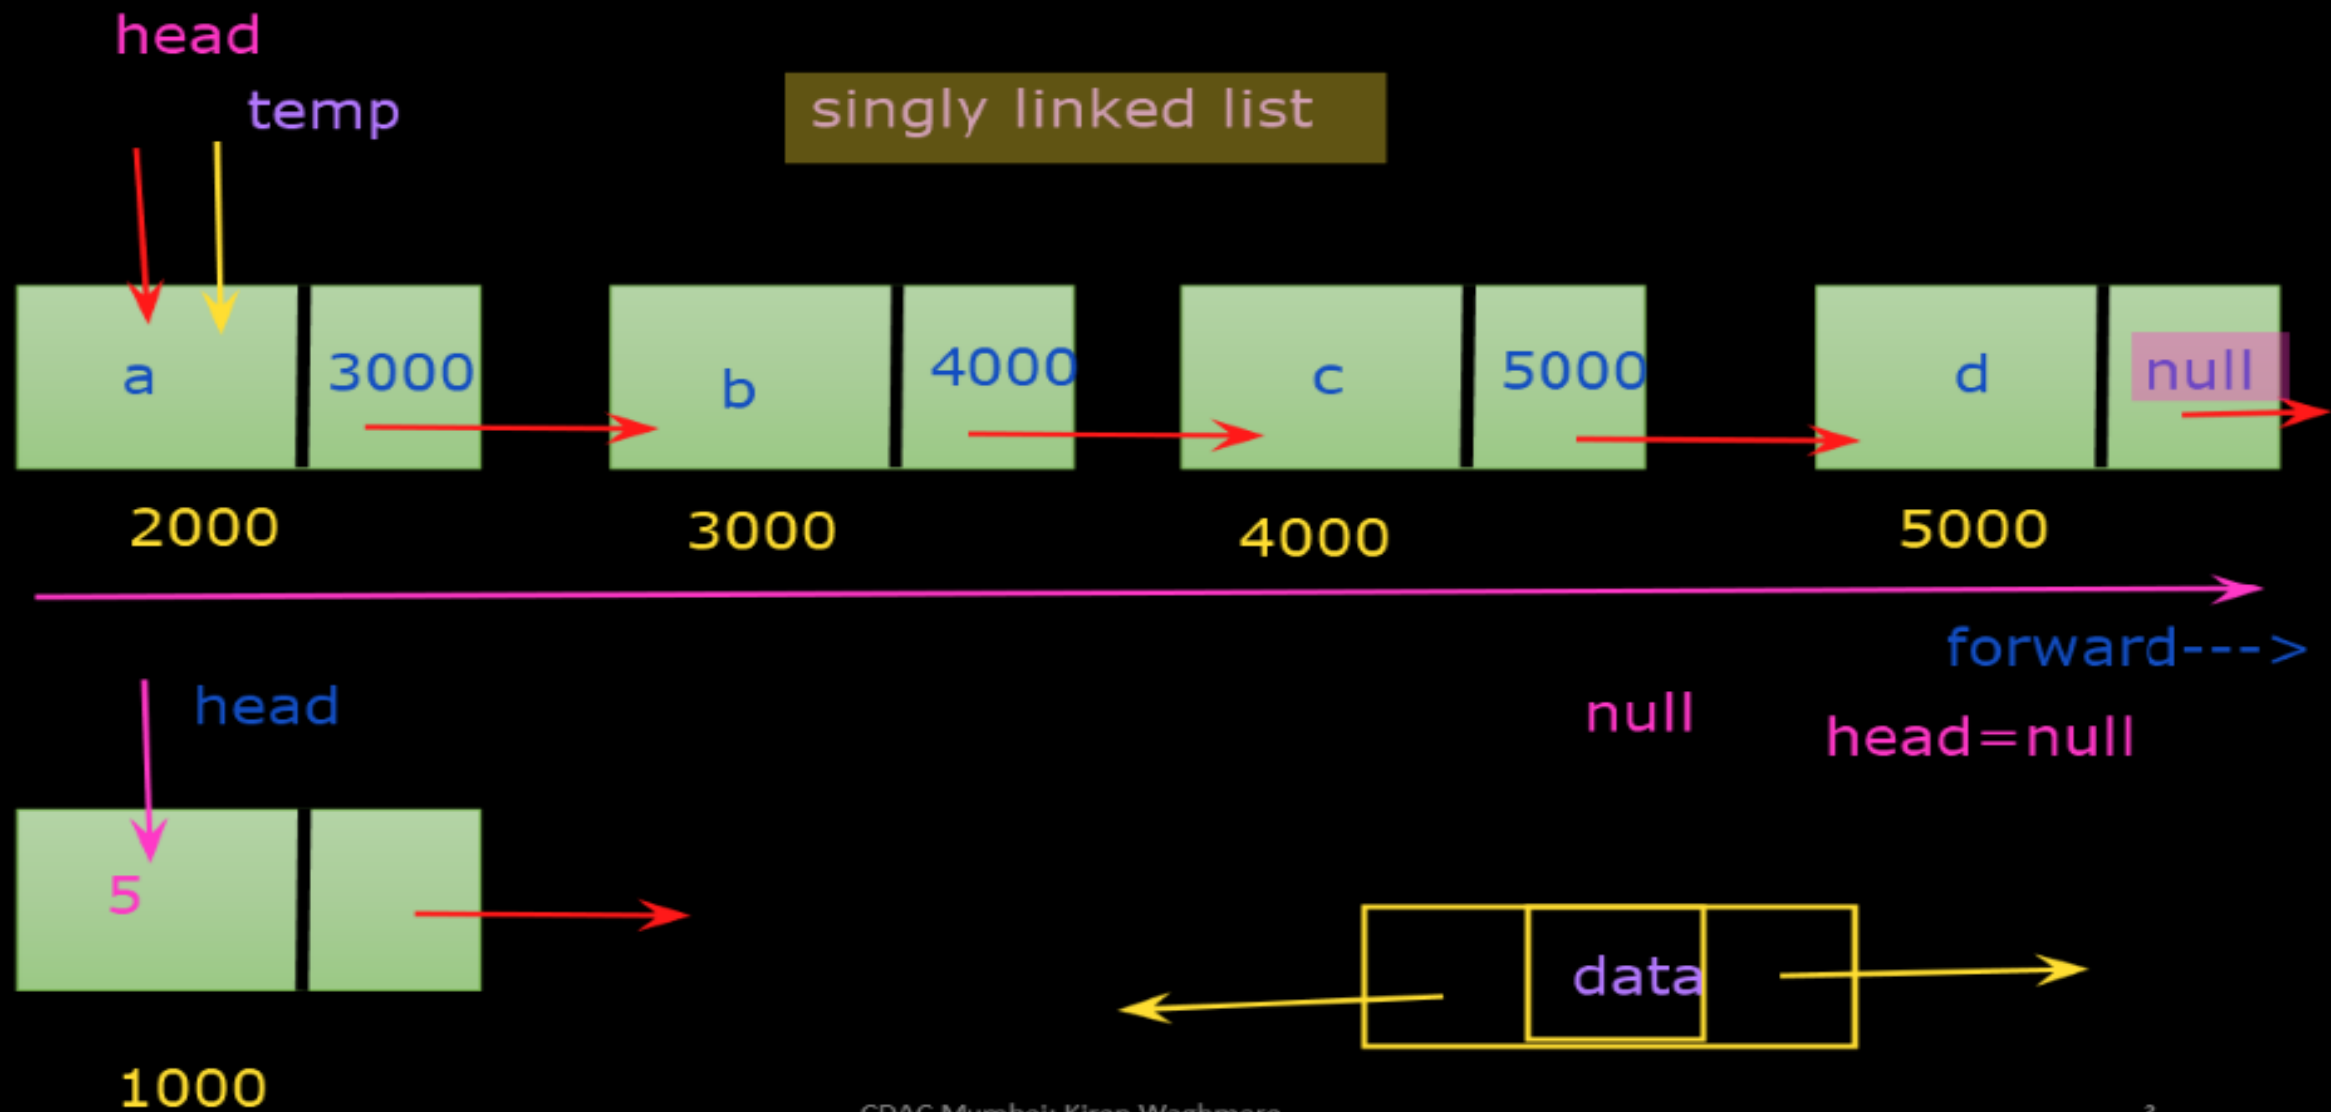 head
temp
singly linked list
a 3000 b 4000 c 5000 d null
2000 3000 4000 5000
forward--->
head null head=null
5
data
1000